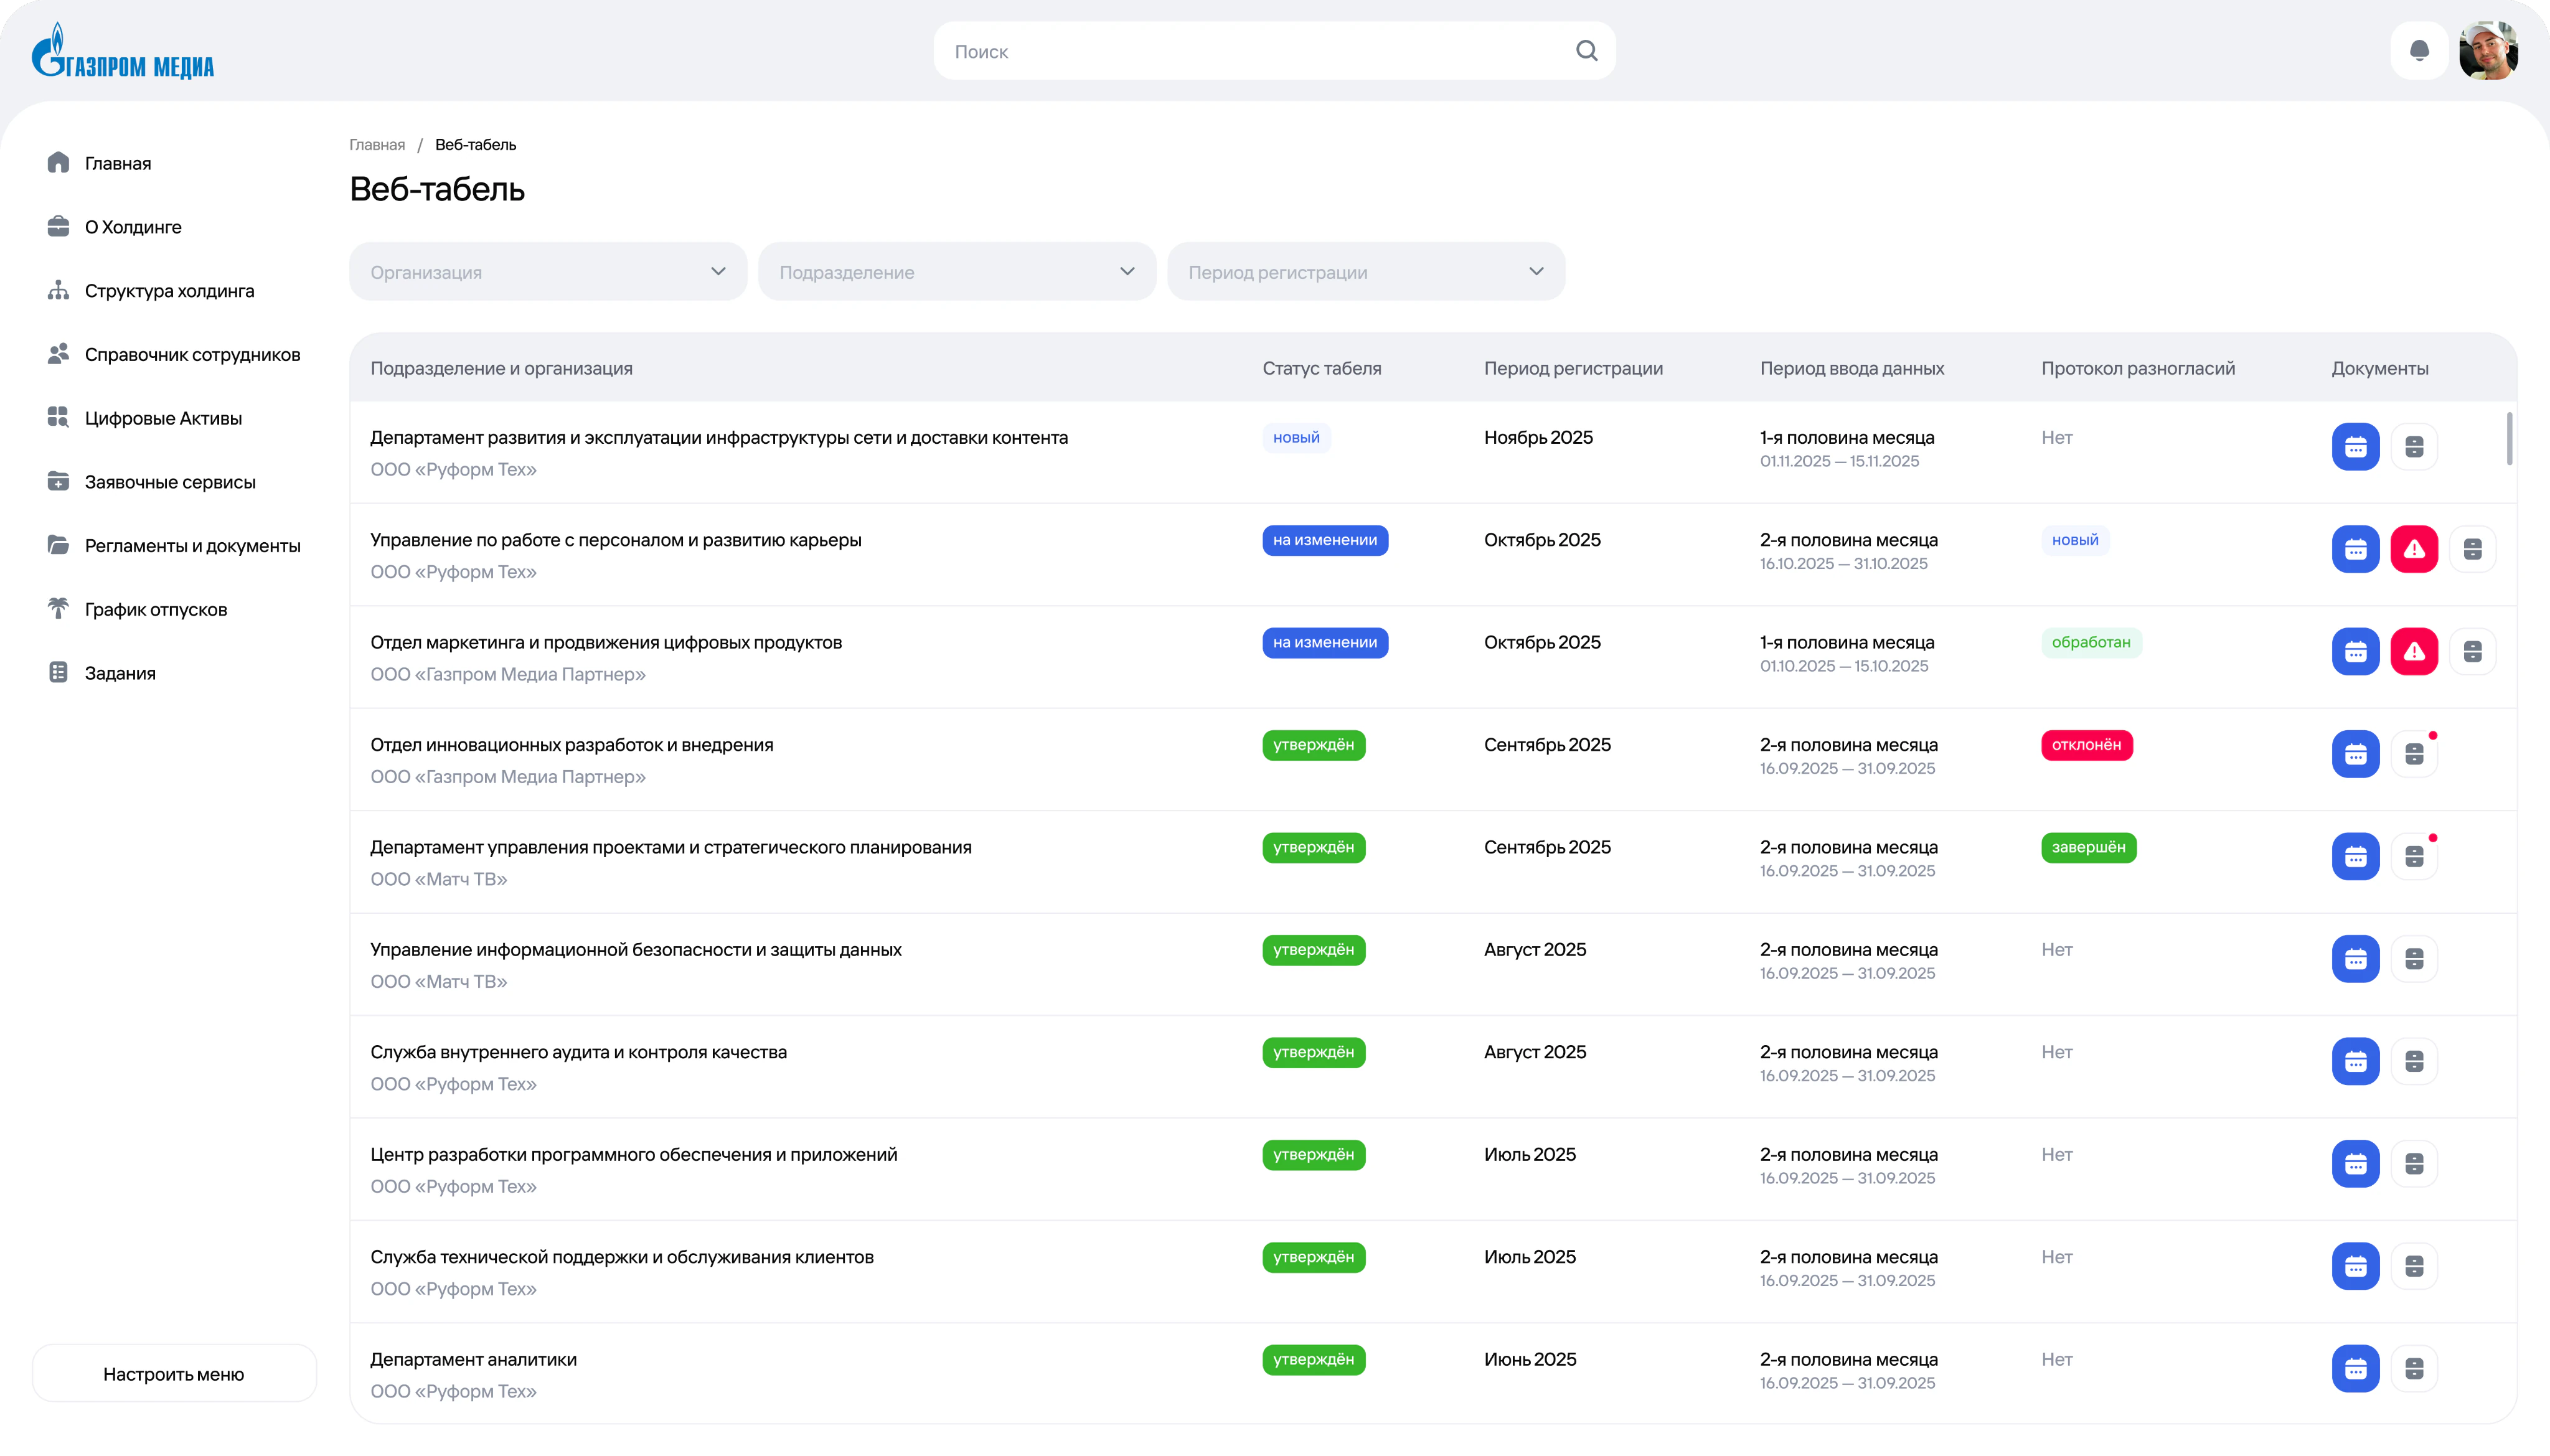 ГАЗПРОМ МЕДИА
Поиск
Главная
О Холдинге
Структура холдинга
Справочник сотрудников
Цифровые Активы
Заявочные сервисы
Регламенты и документы
График отпусков
Задания
Настроить меню
Главная / Веб-табель
Веб-табель
Организация Подразделение Период регистрации
Подразделение и организация Статус табеля Период регистрации Период ввода данных Протокол разногласий Документы
Департамент развития и эксплуатации инфраструктуры сети и доставки контента новый Ноябрь 2025 1-я половина месяца Нет
ООО «Руформ Тех» 01.11.2025 — 15.11.2025
Управление по работе с персоналом и развитию карьеры на изменении Октябрь 2025 2-я половина месяца новый
ООО «Руформ Тех» 16.10.2025 — 31.10.2025
Отдел маркетинга и продвижения цифровых продуктов на изменении Октябрь 2025 1-я половина месяца обработан
ООО «Газпром Медиа Партнер» 01.10.2025 — 15.10.2025
Отдел инновационных разработок и внедрения утверждён Сентябрь 2025 2-я половина месяца отклонён
ООО «Газпром Медиа Партнер» 16.09.2025 — 31.09.2025
Департамент управления проектами и стратегического планирования утверждён Сентябрь 2025 2-я половина месяца завершён
ООО «Матч ТВ» 16.09.2025 — 31.09.2025
Управление информационной безопасности и защиты данных утверждён Август 2025 2-я половина месяца Нет
ООО «Матч ТВ» 16.09.2025 — 31.09.2025
Служба внутреннего аудита и контроля качества утверждён Август 2025 2-я половина месяца Нет
ООО «Руформ Тех» 16.09.2025 — 31.09.2025
Центр разработки программного обеспечения и приложений утверждён Июль 2025 2-я половина месяца Нет
ООО «Руформ Тех» 16.09.2025 — 31.09.2025
Служба технической поддержки и обслуживания клиентов утверждён Июль 2025 2-я половина месяца Нет
ООО «Руформ Тех» 16.09.2025 — 31.09.2025
Департамент аналитики утверждён Июнь 2025 2-я половина месяца Нет
ООО «Руформ Тех» 16.09.2025 — 31.09.2025